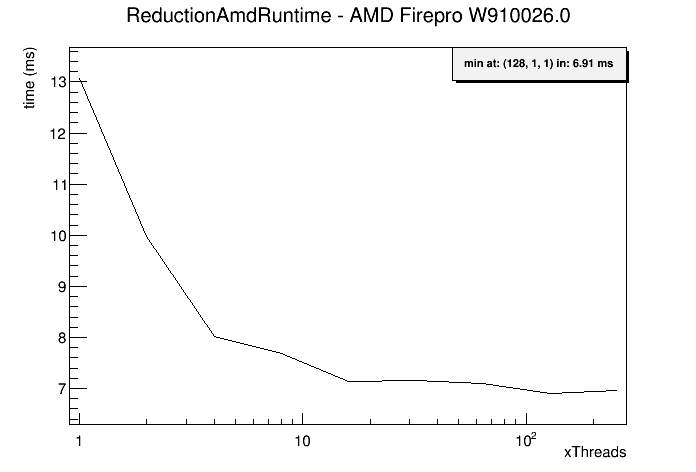 ReductionAmdRuntime - AMD Firepro W910026.0
time (ms)
min at: (128, 1, 1) in: 6.91 ms
13
12
11
10
9
8
7
1
10
10²
xThreads